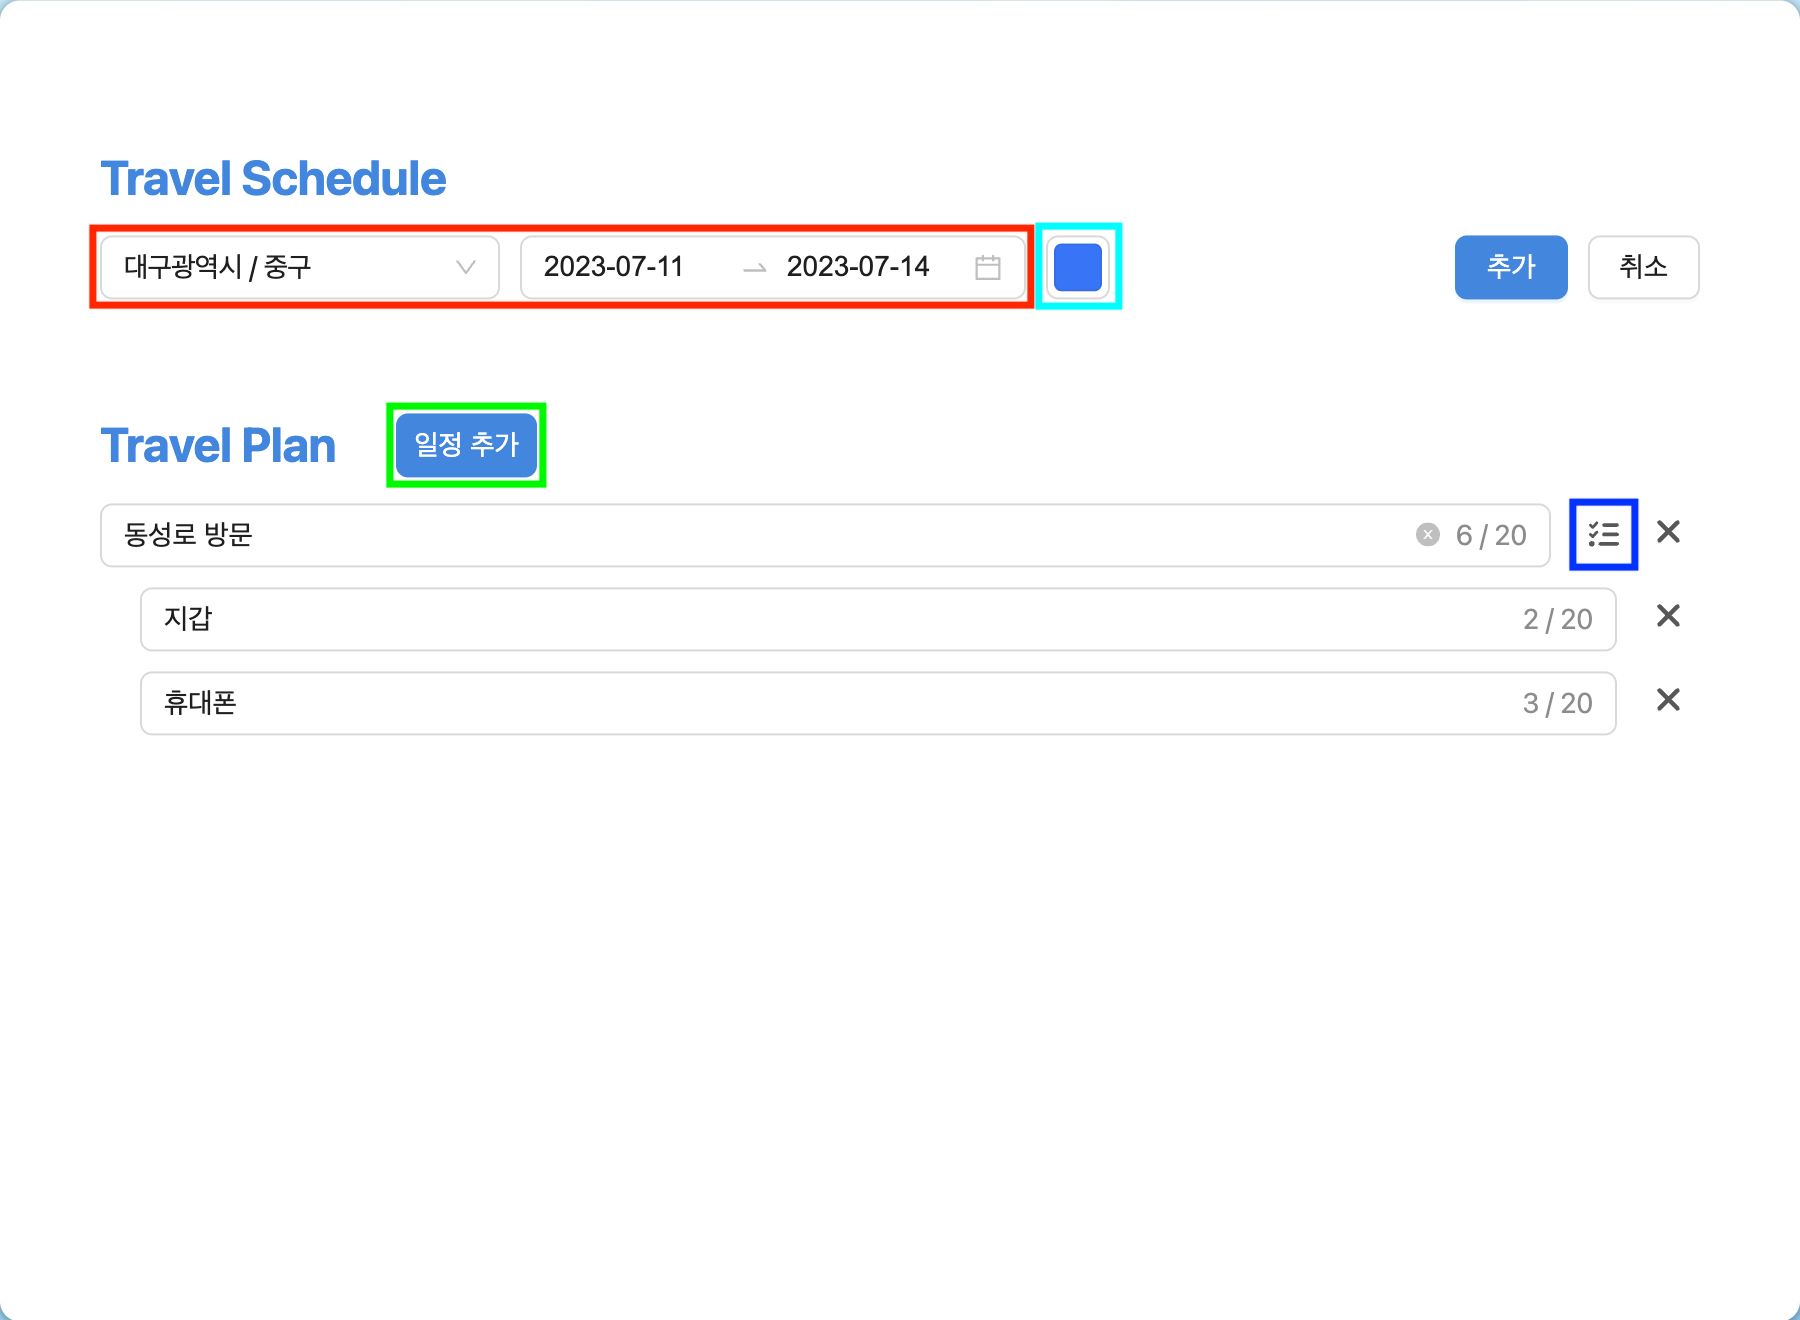 Travel Schedule
대구광역시 / 중구 2023-07-11 2023-07-14 추가 취소
Travel Plan 일정 추가
동성로 방문 6 / 20
지갑 2 / 20
휴대폰 3 / 20